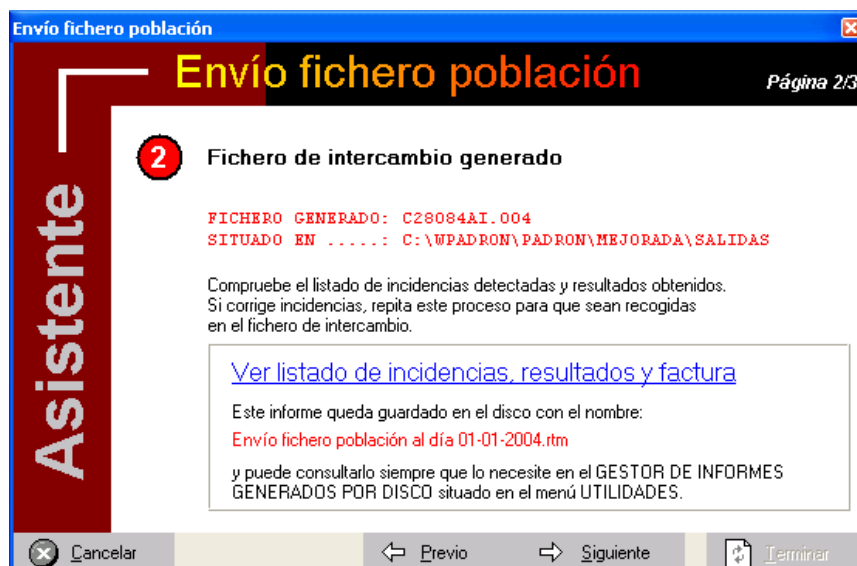 Envío fichero población
Envío fichero población
Página 2/3
Asistente
2
Fichero de intercambio generado
FICHERO GENERADO: C28084AI.004
SITUADO EN .....: C:\WPADRON\PADRON\MEJORADA\SALIDAS
Compruebe el listado de incidencias detectadas y resultados obtenidos.
Si corrige incidencias, repita este proceso para que sean recogidas
en el fichero de intercambio.
Ver listado de incidencias, resultados y factura
Este informe queda guardado en el disco con el nombre:
Envío fichero población al día 01-01-2004.rtm
y puede consultarlo siempre que lo necesite en el GESTOR DE INFORMES
GENERADOS POR DISCO situado en el menú UTILIDADES.
Cancelar
Previo
Siguiente
Terminar